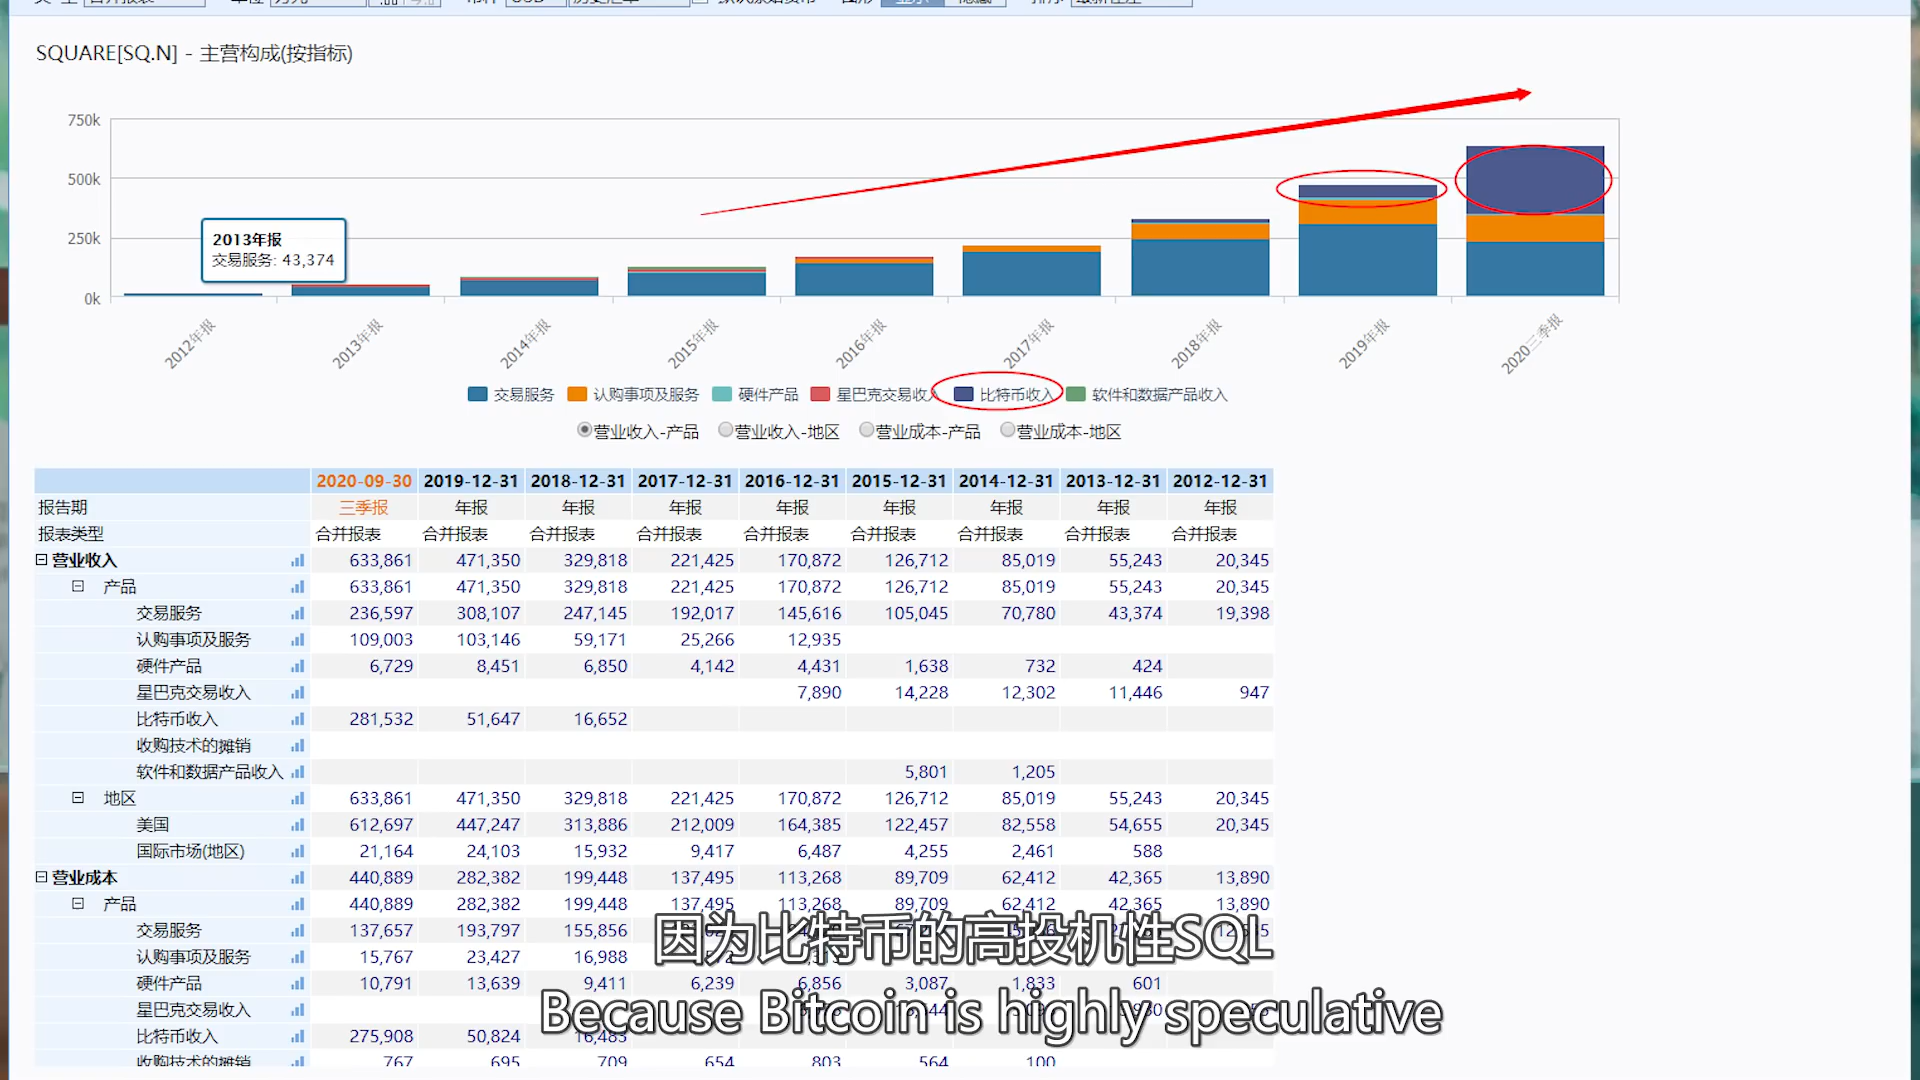 SQUARE[SQ.N] - 主营构成(按指标)
750k
500k
250k
0k
2013年报
交易服务: 43,374
2012年报 2013年报 2014年报 2015年报 2016年报 2017年报 2018年报 2019年报 2020三季报
交易服务 认购事项及服务 硬件产品 星巴克交易收入 比特币收入 软件和数据产品收入
营业收入-产品 营业收入-地区 营业成本-产品 营业成本-地区
2020-09-30 2019-12-31 2018-12-31 2017-12-31 2016-12-31 2015-12-31 2014-12-31 2013-12-31 2012-12-31
报告期 三季报 年报 年报 年报 年报 年报 年报 年报 年报
报表类型 合并报表 合并报表 合并报表 合并报表 合并报表 合并报表 合并报表 合并报表 合并报表
营业收入 633,861 471,350 329,818 221,425 170,872 126,712 85,019 55,243 20,345
产品 633,861 471,350 329,818 221,425 170,872 126,712 85,019 55,243 20,345
交易服务 236,597 308,107 247,145 192,017 145,616 105,045 70,780 43,374 19,398
认购事项及服务 109,003 103,146 59,171 25,266 12,935
硬件产品 6,729 8,451 6,850 4,142 4,431 1,638 732 424
星巴克交易收入 7,890 14,228 12,302 11,446 947
比特币收入 281,532 51,647 16,652
收购技术的摊销
软件和数据产品收入 5,801 1,205
地区 633,861 471,350 329,818 221,425 170,872 126,712 85,019 55,243 20,345
美国 612,697 447,247 313,886 212,009 164,385 122,457 82,558 54,655 20,345
国际市场(地区) 21,164 24,103 15,932 9,417 6,487 4,255 2,461 588
营业成本 440,889 282,382 199,448 137,495 113,268 89,709 62,412 42,365 13,890
产品 440,889 282,382 199,448 137,495 113,268 89,709 62,412 42,365 13,890
交易服务 137,657 193,797 155,856
认购事项及服务 15,767 23,427 16,988
硬件产品 10,791 13,639 9,411 6,239 6,856 3,087 1,833 601
星巴克交易收入
比特币收入 275,908 50,824 16,483
收购技术的摊销 767 695 709 654 803 564 100
因为比特币的高投机性SQL
Because Bitcoin is highly speculative